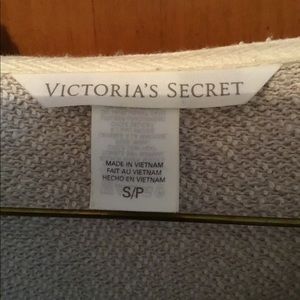 VICTORIA'S SECRET
MADE IN VIETNAM
FAIT AU VIETNAM
HECHO EN VIETNAM
S/P